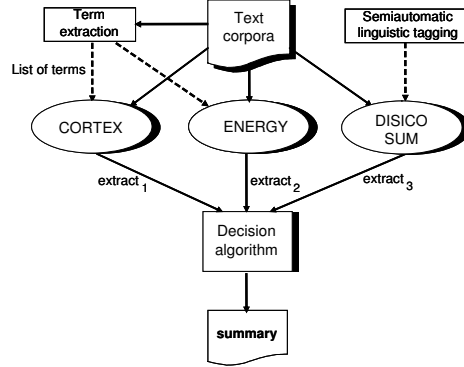 Term
extraction
Text
corpora
Semiautomatic
linguistic tagging
List of terms
CORTEX
ENERGY
DISICO
SUM
extract 1
extract 2
extract 3
Decision
algorithm
summary